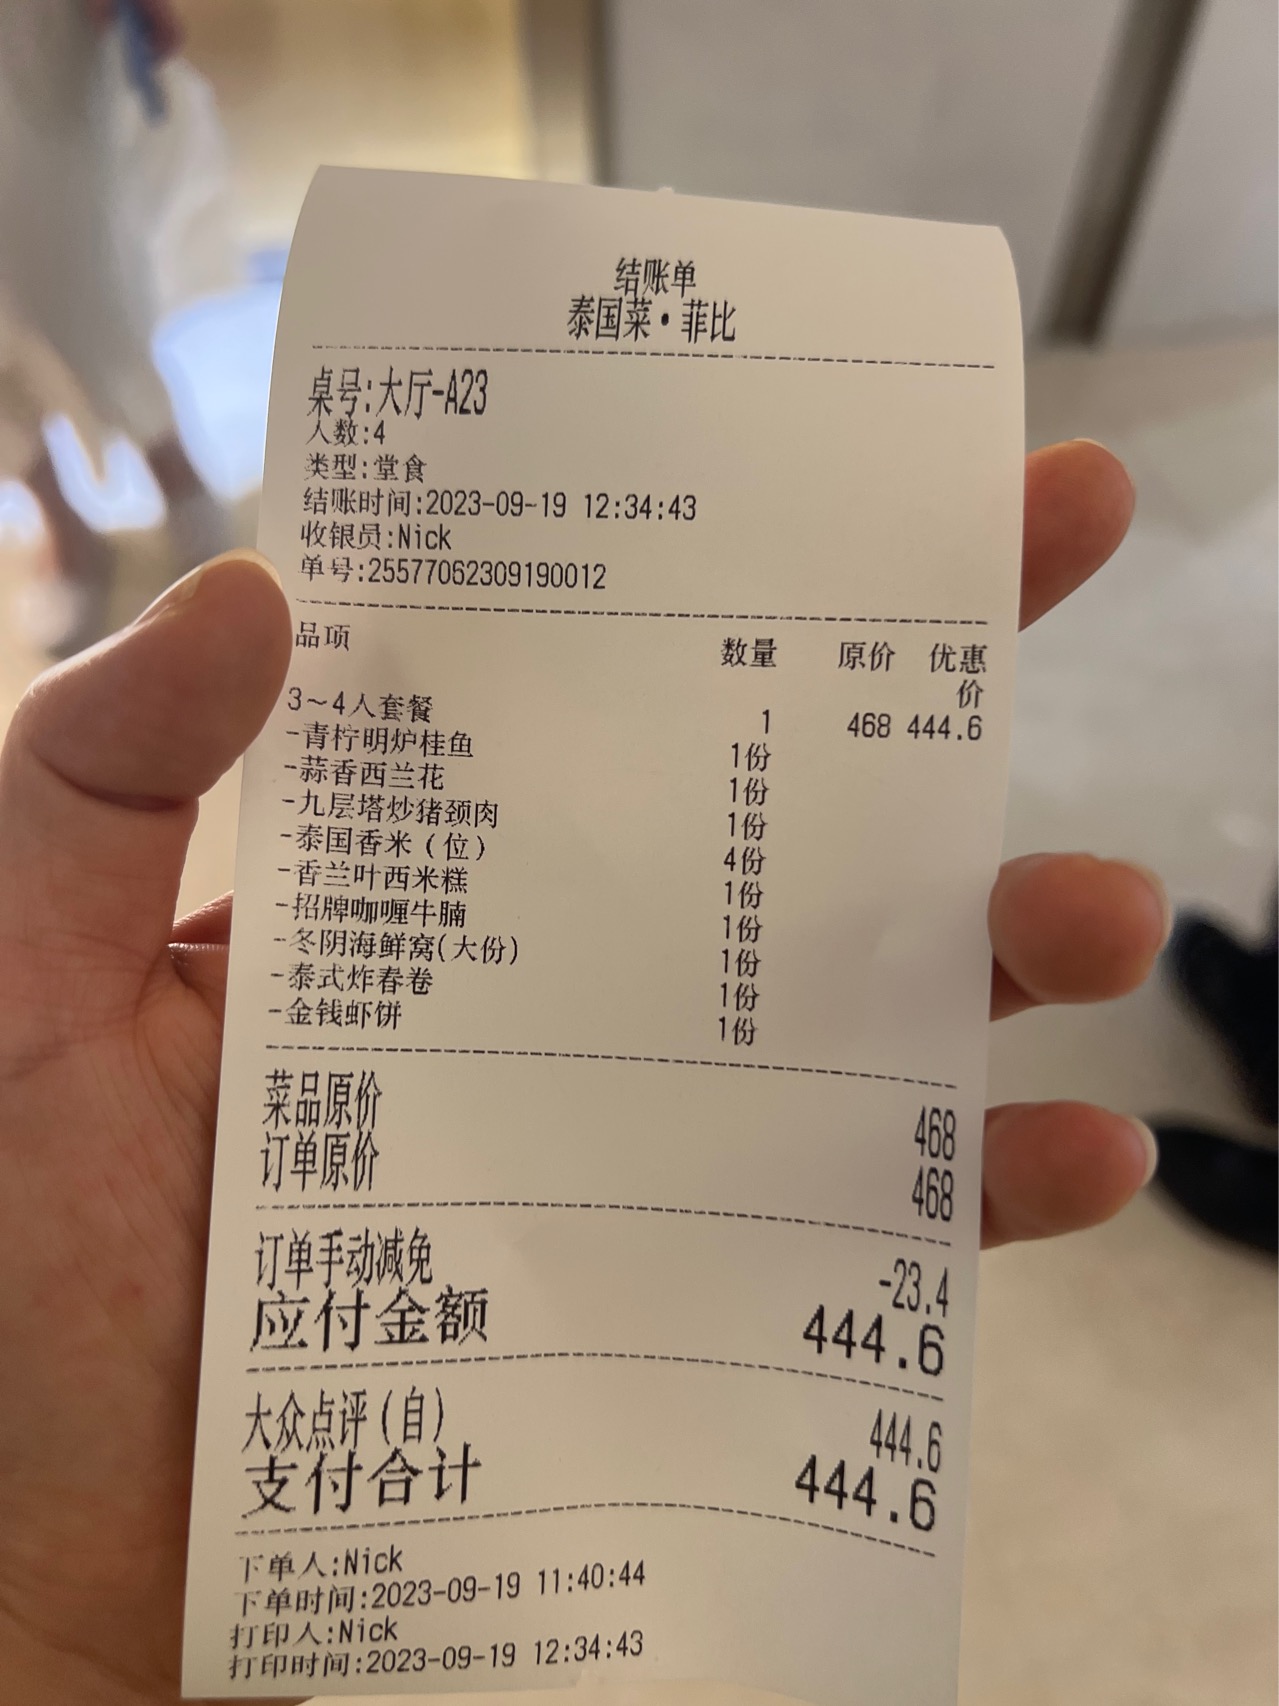 结账单
泰国菜·菲比
桌号:大厅-A23
人数:4
类型:堂食
结账时间:2023-09-19 12:34:43
收银员:Nick
单号:25577062309190012
品项 数量 原价 优惠价
3～4人套餐 1 468 444.6
-青柠明炉桂鱼 1份
-蒜香西兰花 1份
-九层塔炒猪颈肉 1份
-泰国香米(位) 4份
-香兰叶西米糕 1份
-招牌咖喱牛腩 1份
-冬阴海鲜窝(大份) 1份
-泰式炸春卷 1份
-金钱虾饼 1份
菜品原价 468
订单原价 468
订单手动减免 -23.4
应付金额 444.6
大众点评(自) 444.6
支付合计 444.6
下单人:Nick
下单时间:2023-09-19 11:40:44
打印人:Nick
打印时间:2023-09-19 12:34:43